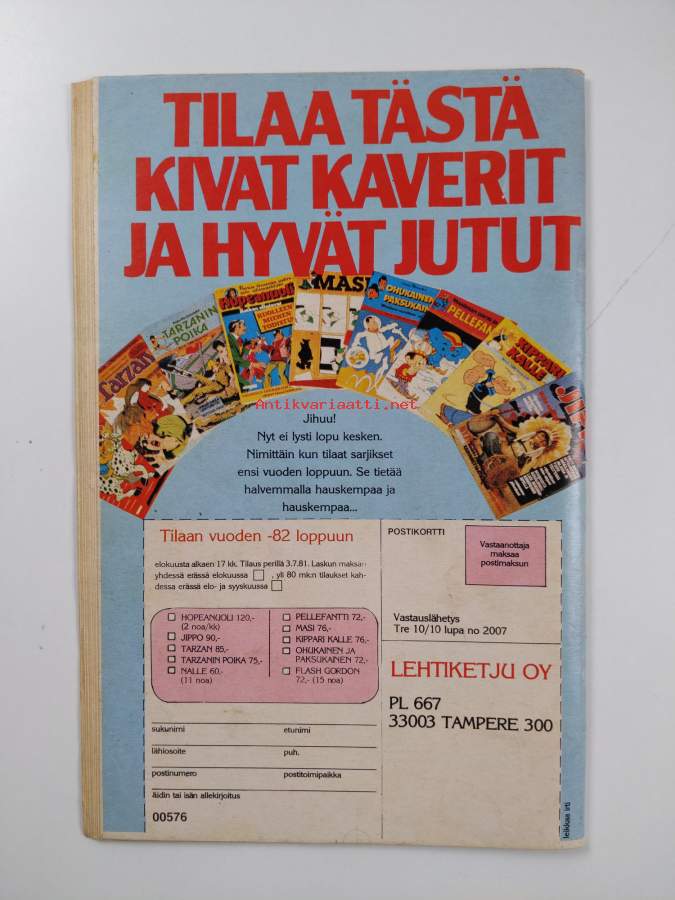 TILAA TÄSTÄ
KIVAT KAVERIT
JA HYVÄT JUTUT
Tarzan
TARZANIN
POIKA
Hopeanuoli
KUOLLEEN
MIEHEN
TODISTUS
MASI
OHUKAINEN
PAKSUKAINEN
PELLEFANTTI
KIPPARI
KALLE
Antikvariaatti.net
Jihuu!
Nyt ei lysti lopu kesken.
Nimittäin kun tilaat sarjikset
ensi vuoden loppuun. Se tietää
halvemmalla hauskempaa ja
hauskempaa...
Tilaan vuoden -82 loppuun
elokuusta alkaen 17 kk. Tilaus perillä 3.7.81. Laskun maksan
yhdessä erässä elokuussa , yli 80 mk:n tilaukset kah-
dessa erässä elo- ja syyskuussa
HOPEANUOLI 120,-
(2 noa/kk)
JIPPO 90,-
TARZAN 85,-
TARZANIN POIKA 75,-
NALLE 60,-
(11 noa)
PELLEFANTTI 72,-
MASI 76,-
KIPPARI KALLE 76,-
OHUKAINEN JA
PAKSUKAINEN 72,-
FLASH GORDON
72,- (15 noa)
sukunimi etunimi
lähiosoite puh.
postinumero postitoimipaikka
äidin tai isän allekirjoitus
00576
POSTIKORTTI
Vastaanottaja
maksaa
postimaksun
Vastauslähetys
Tre 10/10 lupa no 2007
LEHTIKETJU OY
PL 667
33003 TAMPERE 300
leikkaa irti